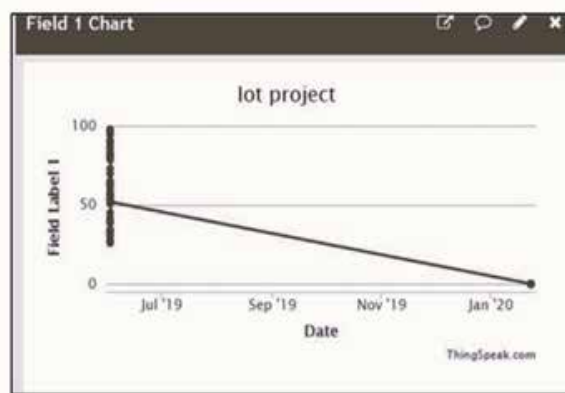 Field 1 Chart
Iot project
100
50
0
Field Label 1
Jul '19 Sep '19 Nov '19 Jan '20
Date
ThingSpeak.com